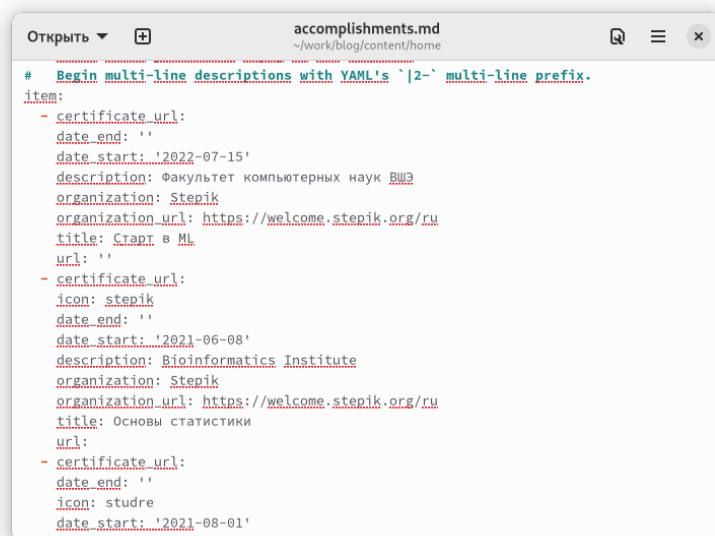 Открыть
accomplishments.md
~/work/blog/content/home
#   Begin multi-line descriptions with YAML's `|2-` multi-line prefix.
item:
  - certificate_url:
    date_end: ''
    date_start: '2022-07-15'
    description: Факультет компьютерных наук ВШЭ
    organization: Stepik
    organization_url: https://welcome.stepik.org/ru
    title: Старт в ML
    url: ''
  - certificate_url:
    icon: stepik
    date_end: ''
    date_start: '2021-06-08'
    description: Bioinformatics Institute
    organization: Stepik
    organization_url: https://welcome.stepik.org/ru
    title: Основы статистики
    url:
  - certificate_url:
    date_end: ''
    icon: studre
    date_start: '2021-08-01'